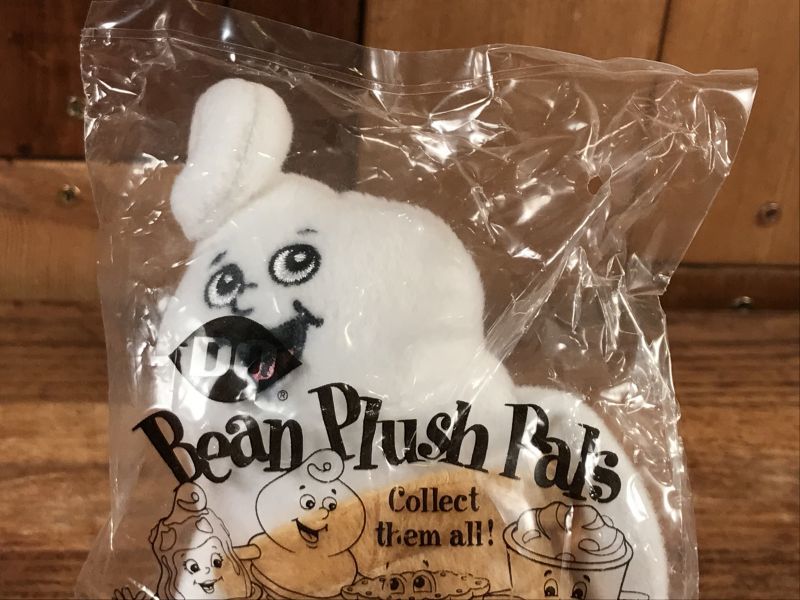 DQ ®
Bean Plush Pals
Collect
them all!